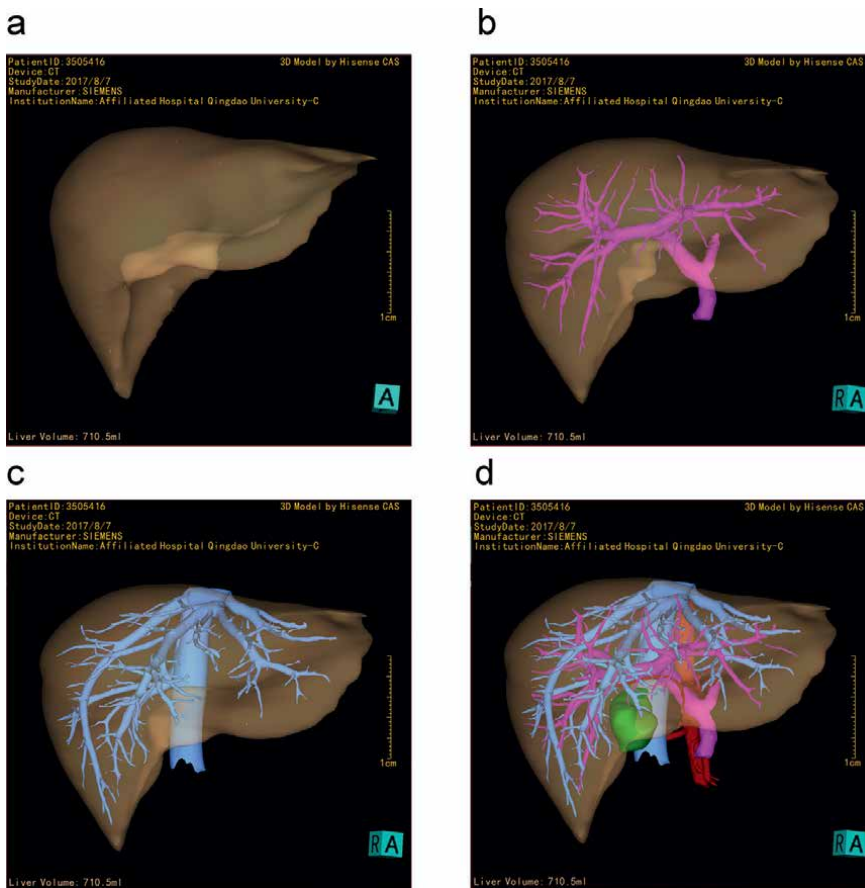 a
PatientID:3505416 3D Model by Hisense CAS
Device:CT
StudyDate:2017/8/7
Manufacturer:SIEMENS
InstitutionName:Affiliated Hospital Qingdao University-C
1cm
A
Liver Volume: 710.5ml
b
PatientID:3505416 3D Model by Hisense CAS
Device:CT
StudyDate:2017/8/7
Manufacturer:SIEMENS
InstitutionName:Affiliated Hospital Qingdao University-C
1cm
R A
Liver Volume: 710.5ml
c
PatientID:3505416 3D Model by Hisense CAS
Device:CT
StudyDate:2017/8/7
Manufacturer:SIEMENS
InstitutionName:Affiliated Hospital Qingdao University-C
1cm
R A
Liver Volume: 710.5ml
d
PatientID:3505416 3D Model by Hisense CAS
Device:CT
StudyDate:2017/8/7
Manufacturer:SIEMENS
InstitutionName:Affiliated Hospital Qingdao University-C
1cm
R A
Liver Volume: 710.5ml